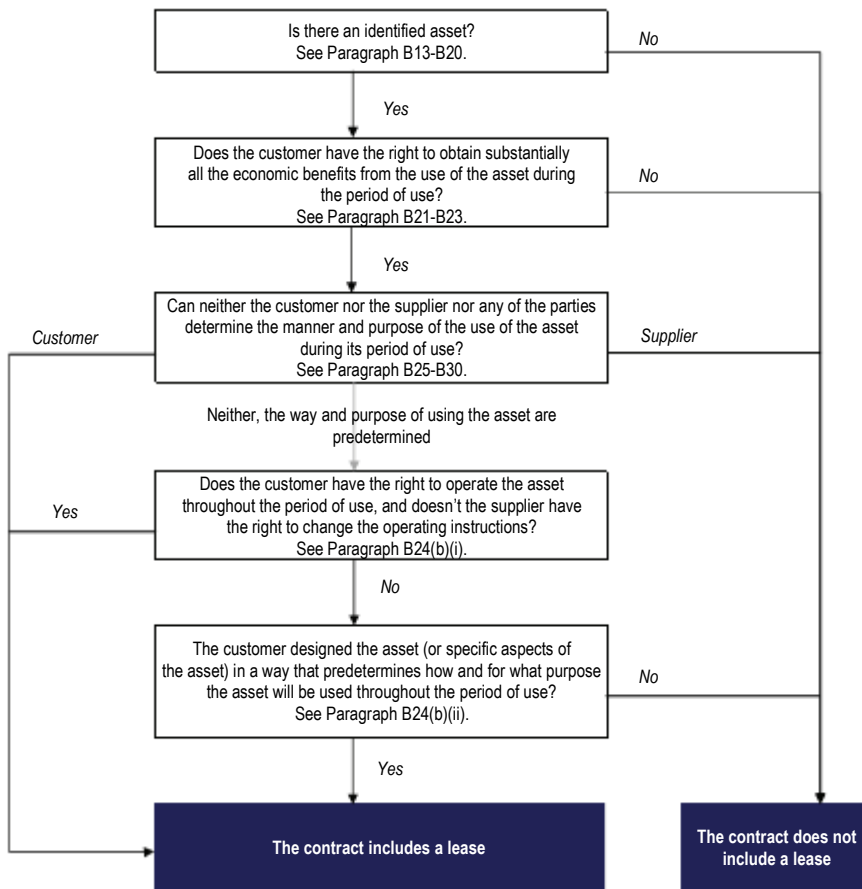 Is there an identified asset?
See Paragraph B13-B20.
No
Yes
Does the customer have the right to obtain substantially
all the economic benefits from the use of the asset during
the period of use?
See Paragraph B21-B23.
No
Yes
Can neither the customer nor the supplier nor any of the parties
determine the manner and purpose of the use of the asset
during its period of use?
See Paragraph B25-B30.
Customer
Supplier
Neither, the way and purpose of using the asset are
predetermined
Does the customer have the right to operate the asset
throughout the period of use, and doesn't the supplier have
the right to change the operating instructions?
See Paragraph B24(b)(i).
Yes
No
The customer designed the asset (or specific aspects of
the asset) in a way that predetermines how and for what purpose
the asset will be used throughout the period of use?
See Paragraph B24(b)(ii).
No
Yes
The contract includes a lease
The contract does not
include a lease